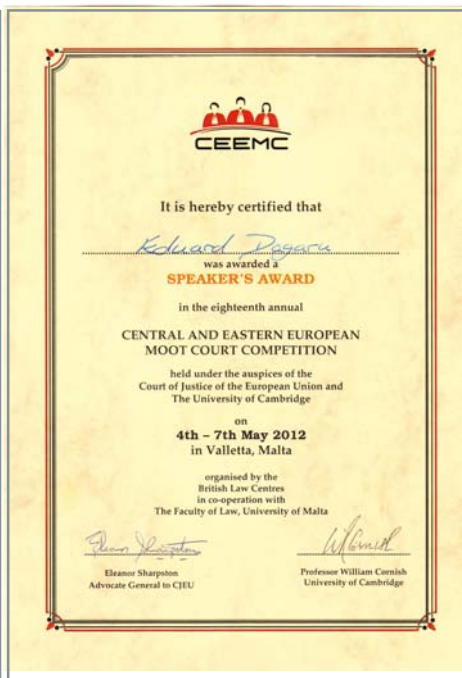 CEEMC
It is hereby certified that
Eduard Dagaru
was awarded a
SPEAKER'S AWARD
in the eighteenth annual
CENTRAL AND EASTERN EUROPEAN
MOOT COURT COMPETITION
held under the auspices of the
Court of Justice of the European Union and
The University of Cambridge
on
4th – 7th May 2012
in Valletta, Malta
organised by the
British Law Centres
in co-operation with
The Faculty of Law, University of Malta
Eleanor Sharpston
WCornish
Eleanor Sharpston
Advocate General to CJEU
Professor William Cornish
University of Cambridge